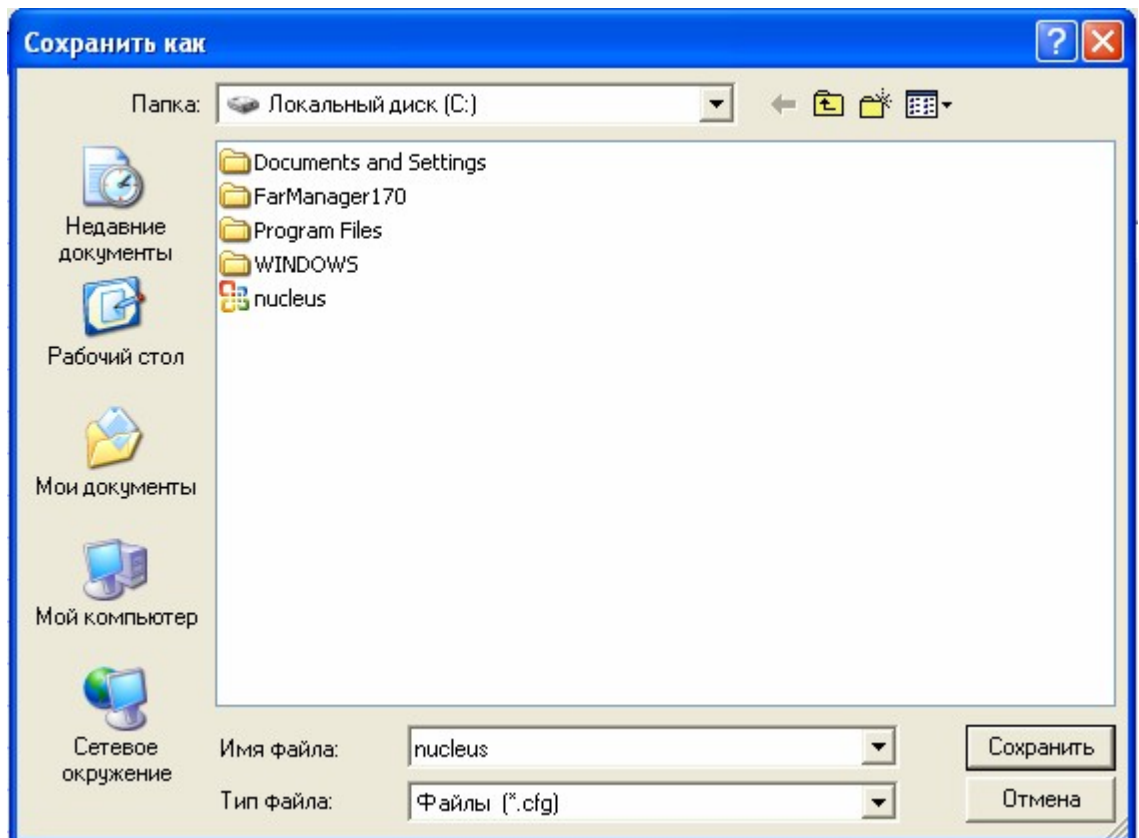 Сохранить как
Папка:
Локальный диск (C:)
Недавние
документы
Рабочий стол
Мои документы
Мой компьютер
Сетевое
окружение
Documents and Settings
FarManager170
Program Files
WINDOWS
nucleus
Имя файла:
nucleus
Сохранить
Тип файла:
Файлы (*.cfg)
Отмена